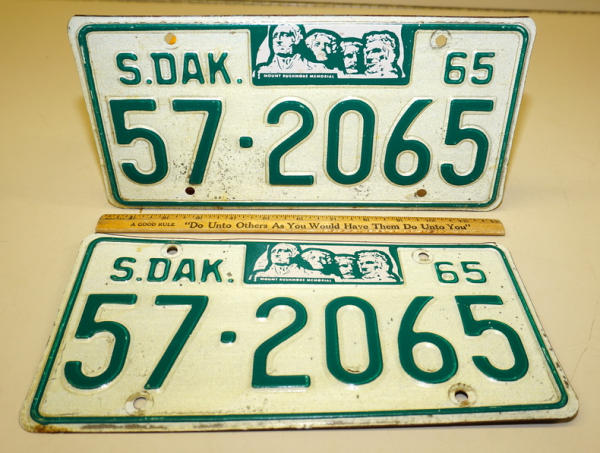 S.DAK. 65
MOUNT RUSHMORE MEMORIAL
57·2065
A GOOD RULE "Do Unto Others As You Would Have Them Do Unto You"
S.DAK. 65
MOUNT RUSHMORE MEMORIAL
57·2065